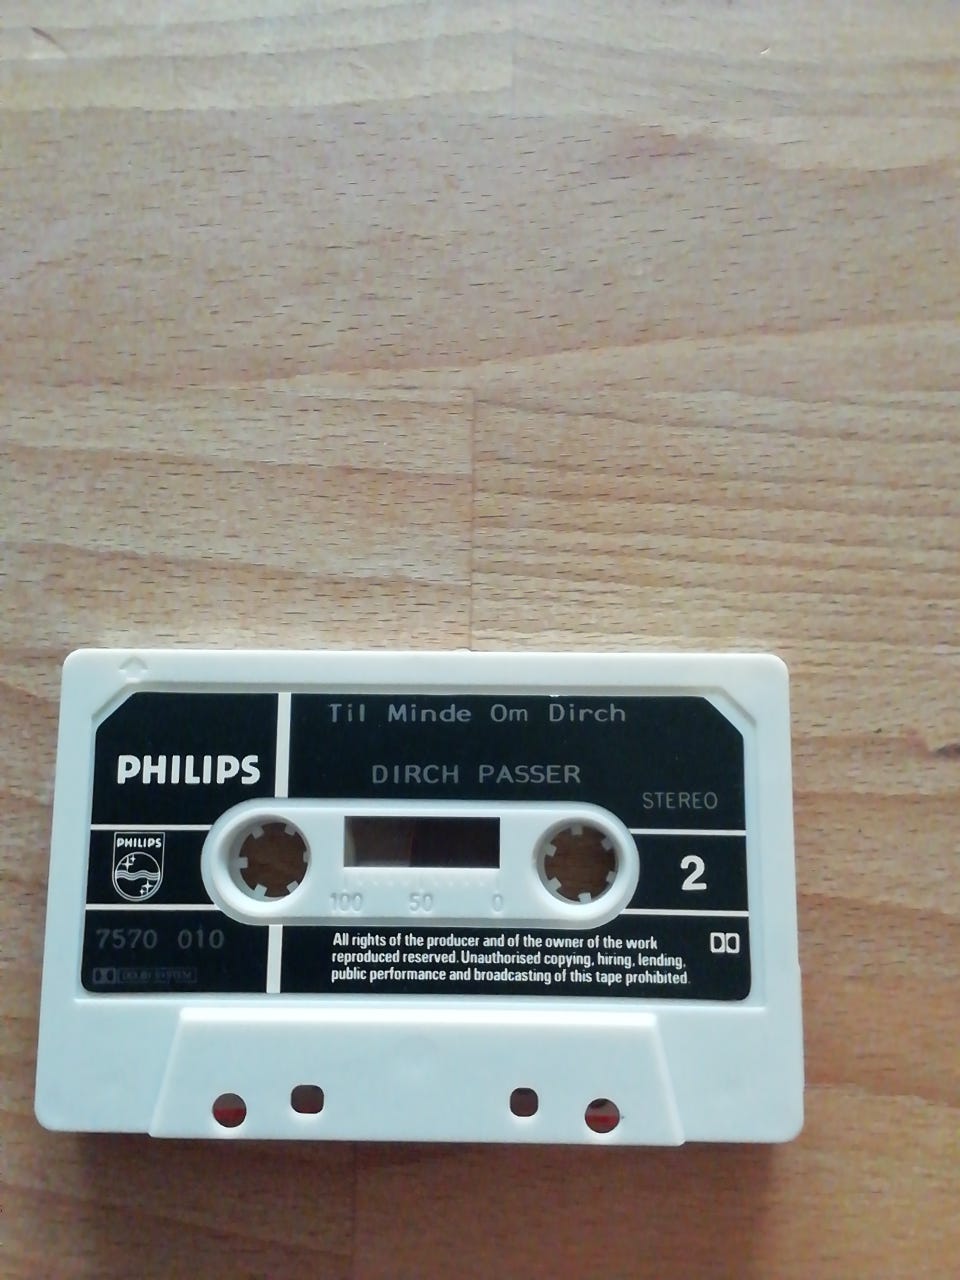 Til Minde Om Dirch
PHILIPS
DIRCH PASSER
STEREO
PHILIPS
2
100 50 0
7570 010
All rights of the producer and of the owner of the work
reproduced reserved. Unauthorised copying, hiring, lending,
public performance and broadcasting of this tape prohibited.
DOLBY SYSTEM